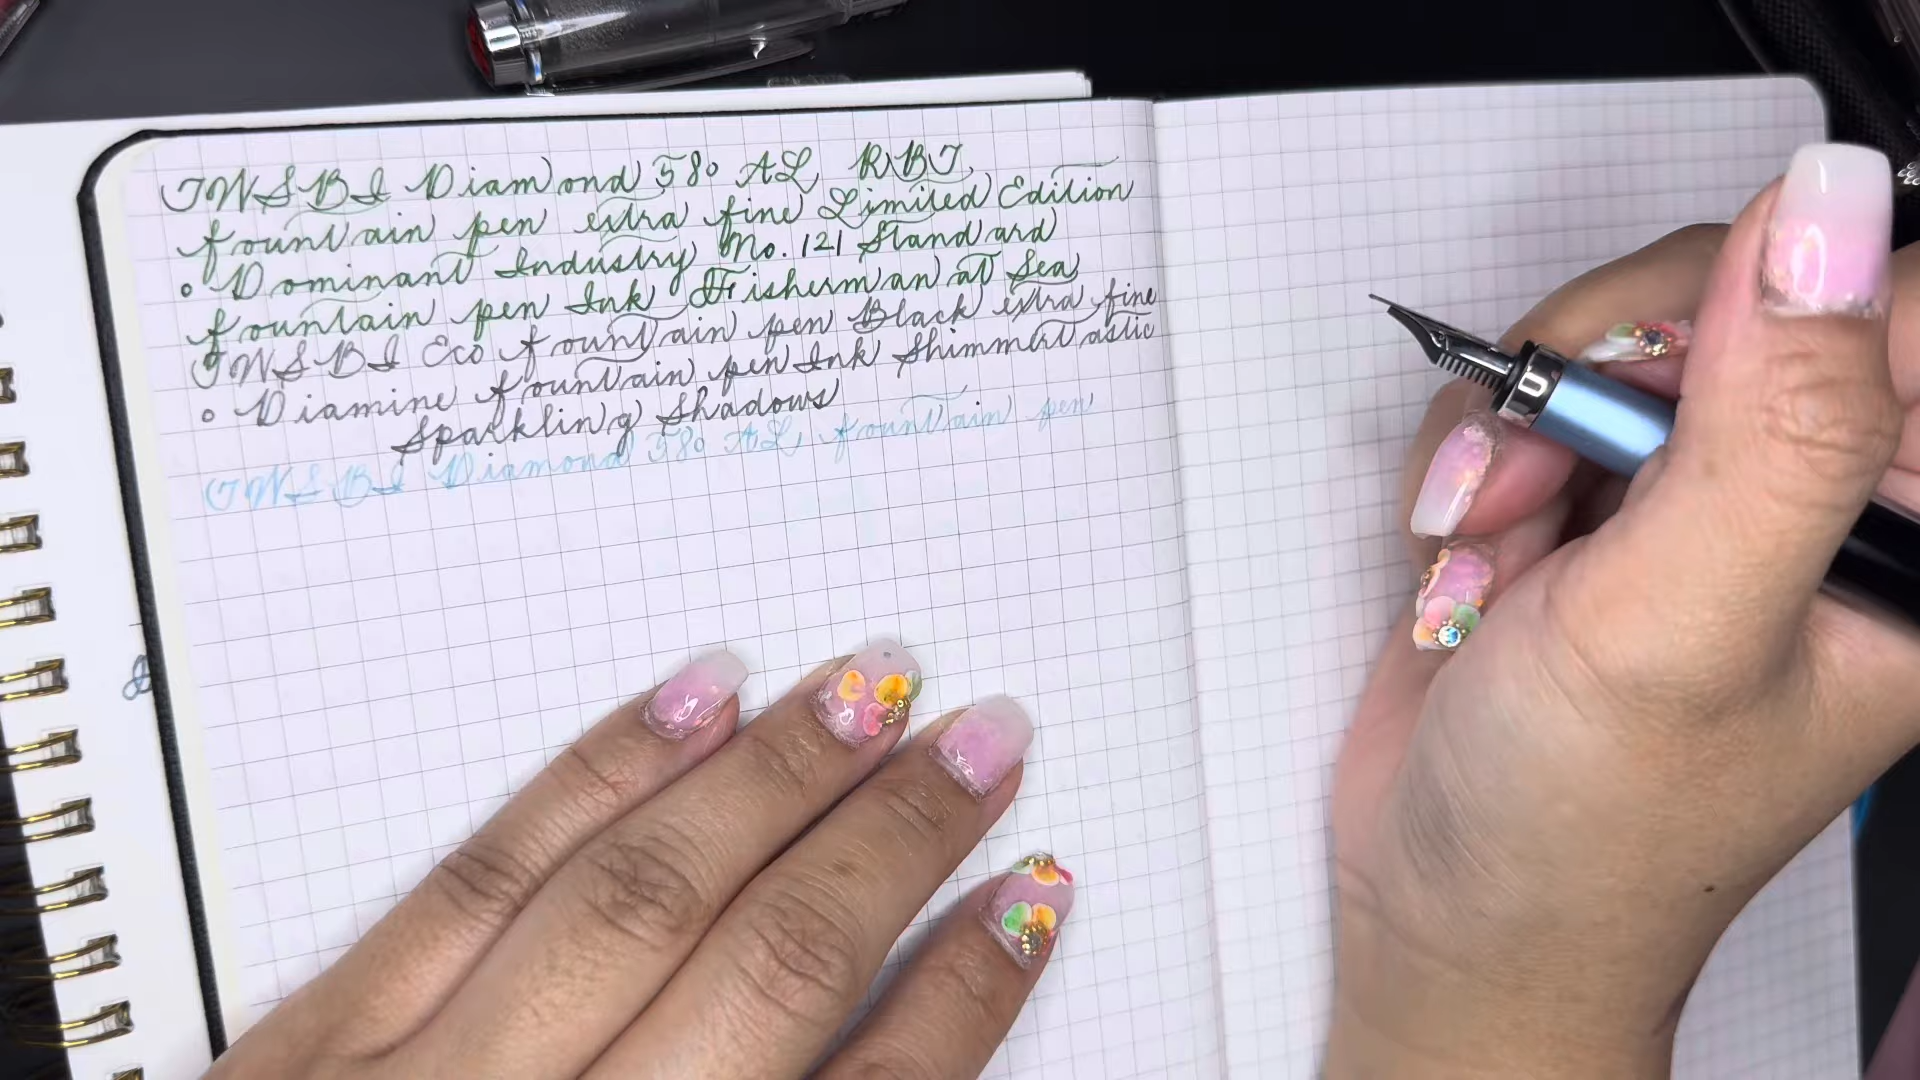 TWSBI Diamond 580 AL RBT
fountain pen extra fine Limited Edition
• Dominant Industry No. 121 Standard
fountain pen Ink Fisherman at Sea
TWSBI Eco fountain pen Black extra fine
• Diamine fountain pen Ink Shimmertastic
Sparkling Shadows
TWSBI Diamond 580 AL fountain pen